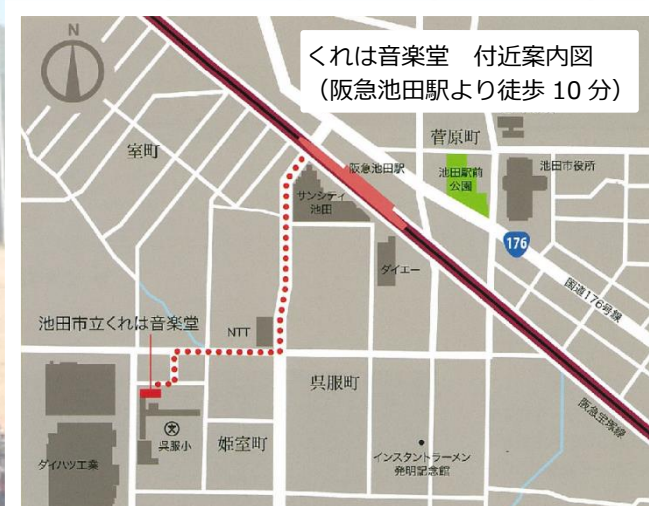 N
くれは音楽堂 付近案内図
(阪急池田駅より徒歩 10 分)
室町
菅原町
阪急池田駅
池田駅前
公園
池田市役所
サンシティ
池田
176
ダイエー
国道176号線
池田市立くれは音楽堂
NTT
呉服町
阪急宝塚線
文
呉服小
姫室町
ダイハツ工業
インスタントラーメン
発明記念館